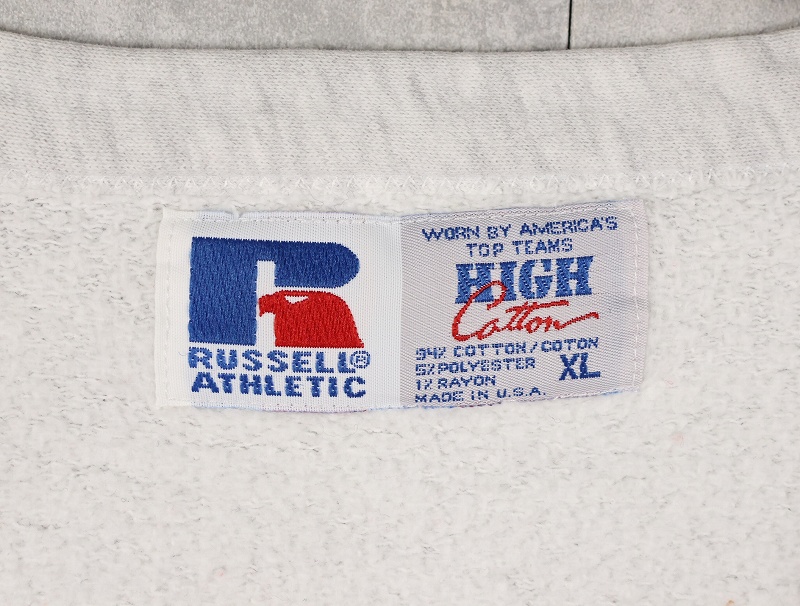 RUSSELL®
ATHLETIC
WORN BY AMERICA'S
TOP TEAMS
HIGH
Cotton
94% COTTON/COTON
5% POLYESTER
1% RAYON
MADE IN U.S.A.
XL